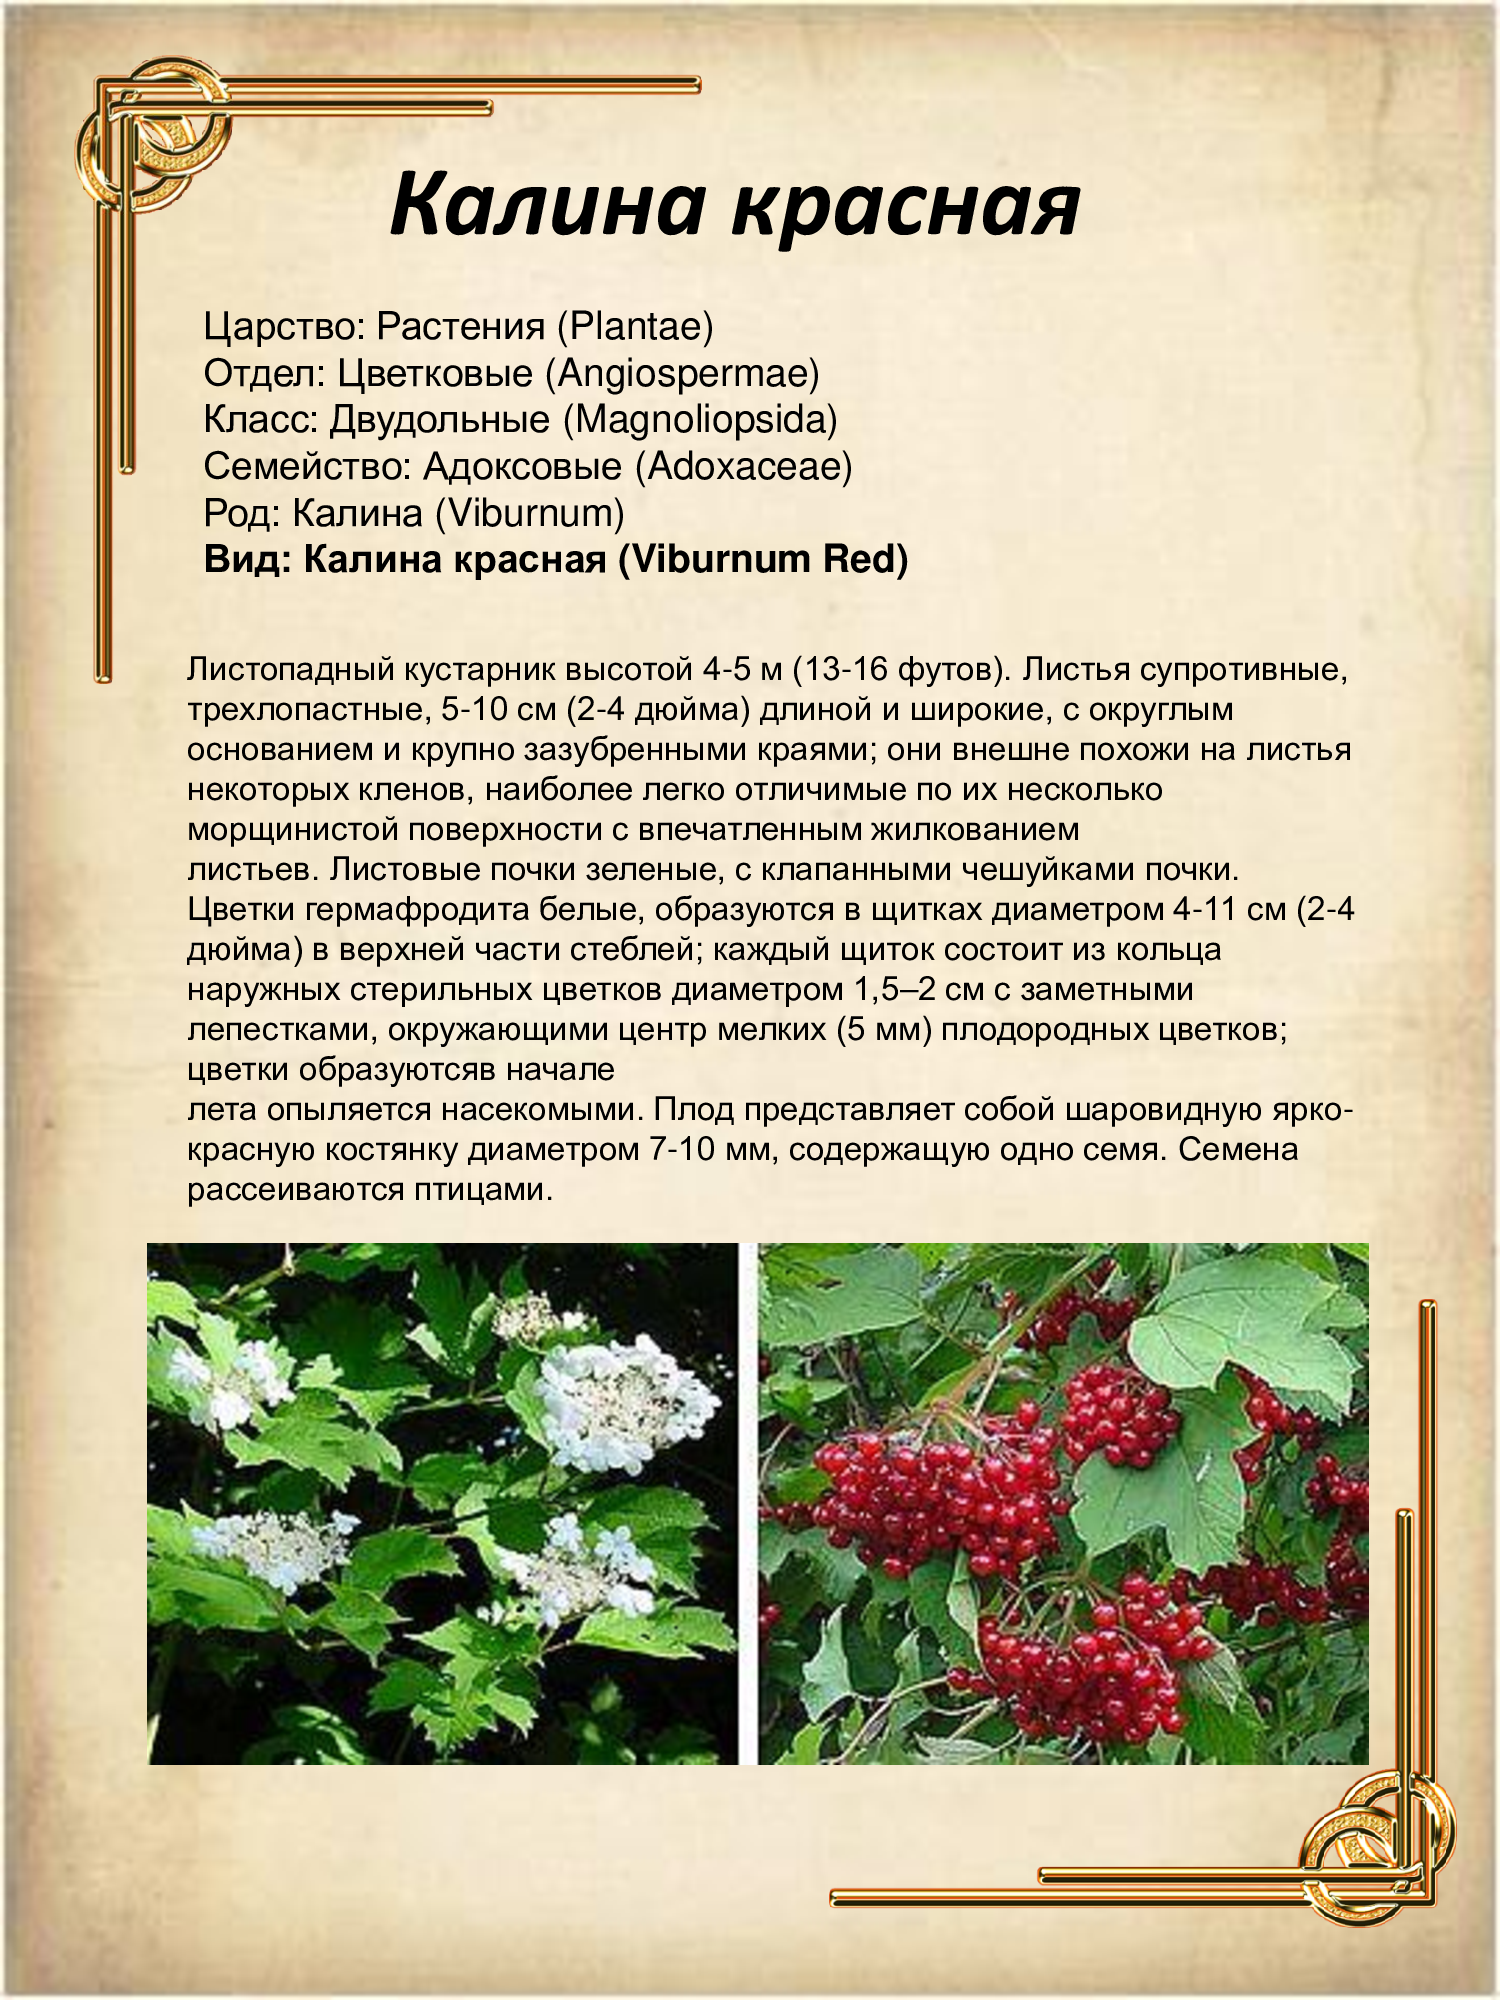 Калина красная
Царство: Растения (Plantae)
Отдел: Цветковые (Angiospermae)
Класс: Двудольные (Magnoliopsida)
Семейство: Адоксовые (Adoxaceae)
Род: Калина (Viburnum)
Вид: Калина красная (Viburnum Red)
Листопадный кустарник высотой 4-5 м (13-16 футов). Листья супротивные,
трехлопастные, 5-10 см (2-4 дюйма) длиной и широкие, с округлым
основанием и крупно зазубренными краями; они внешне похожи на листья
некоторых кленов, наиболее легко отличимые по их несколько
морщинистой поверхности с впечатленным жилкованием
листьев. Листовые почки зеленые, с клапанными чешуйками почки.
Цветки гермафродита белые, образуются в щитках диаметром 4-11 см (2-4
дюйма) в верхней части стеблей; каждый щиток состоит из кольца
наружных стерильных цветков диаметром 1,5–2 см с заметными
лепестками, окружающими центр мелких (5 мм) плодородных цветков;
цветки образуютсяв начале
лета опыляется насекомыми. Плод представляет собой шаровидную ярко-
красную костянку диаметром 7-10 мм, содержащую одно семя. Семена
рассеиваются птицами.